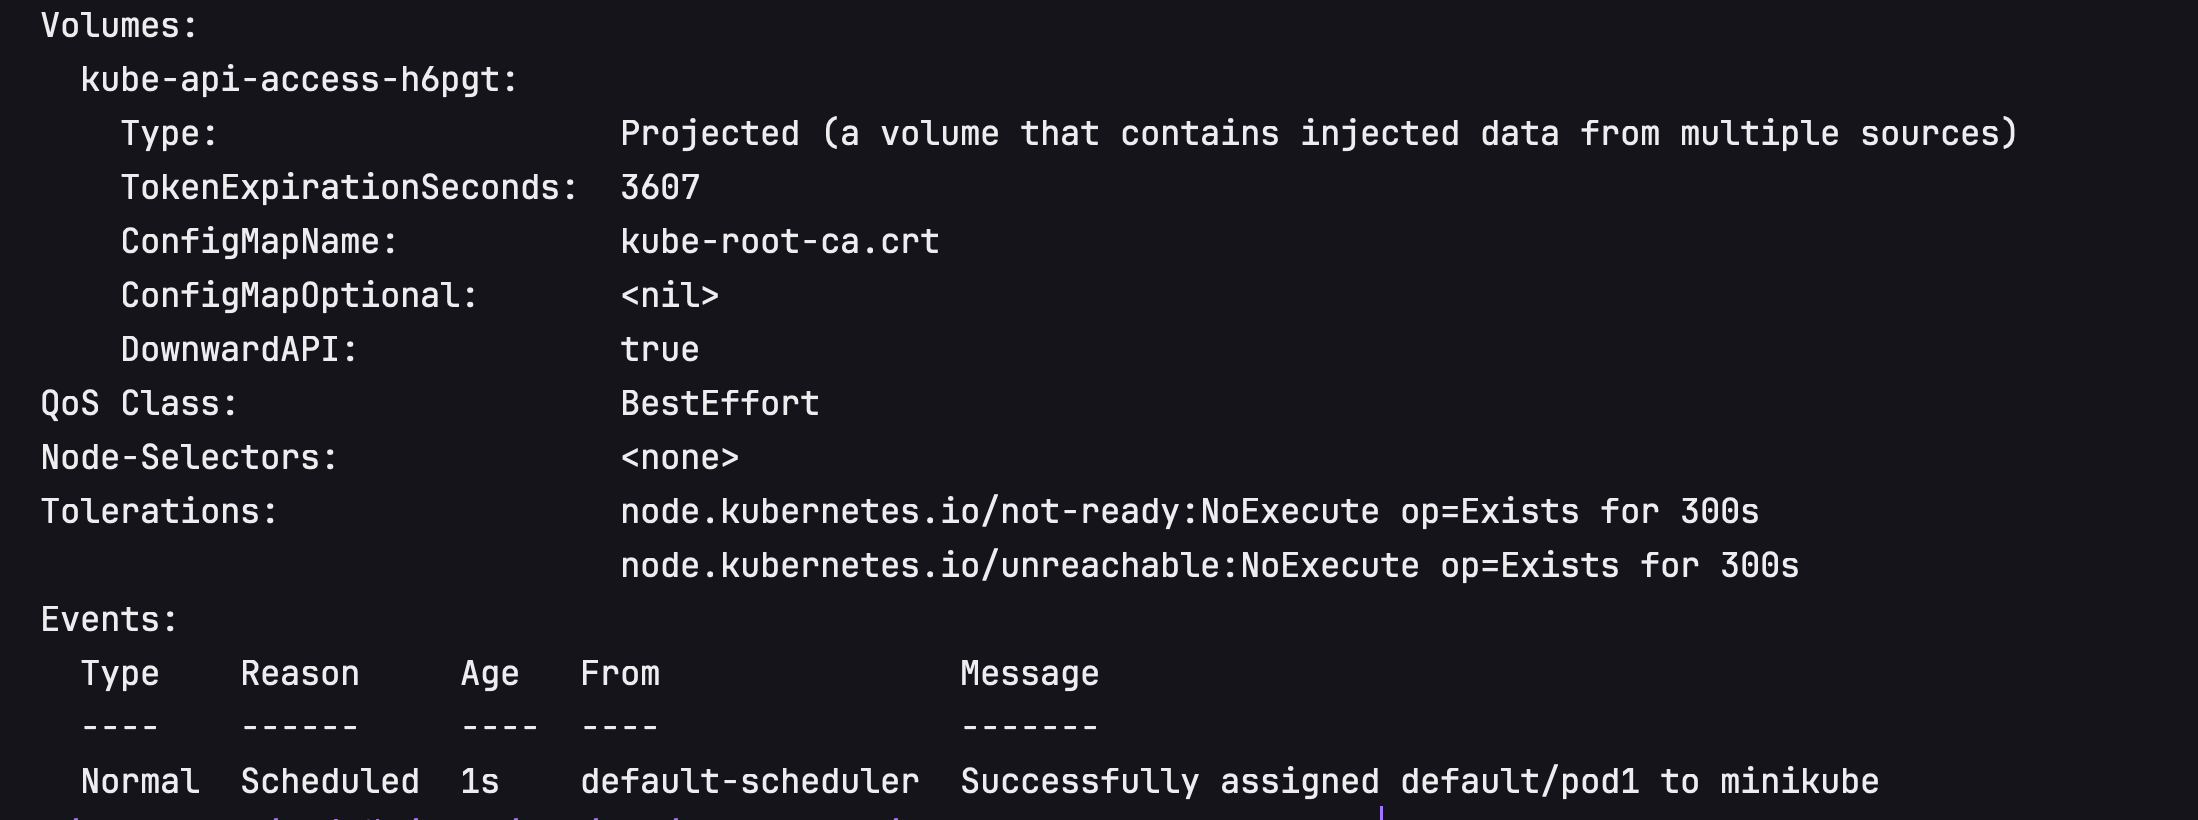 Volumes:
  kube-api-access-h6pgt:
    Type:                    Projected (a volume that contains injected data from multiple sources)
    TokenExpirationSeconds:  3607
    ConfigMapName:           kube-root-ca.crt
    ConfigMapOptional:       <nil>
    DownwardAPI:             true
QoS Class:                   BestEffort
Node-Selectors:              <none>
Tolerations:                 node.kubernetes.io/not-ready:NoExecute op=Exists for 300s
                             node.kubernetes.io/unreachable:NoExecute op=Exists for 300s
Events:
  Type    Reason     Age   From               Message
  ----    ------     ----  ----               -------
  Normal  Scheduled  1s    default-scheduler  Successfully assigned default/pod1 to minikube